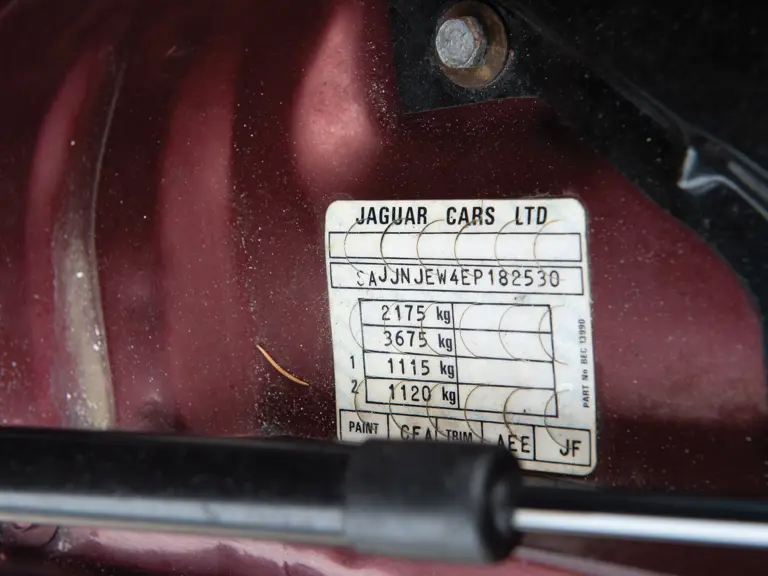 JAGUAR CARS LTD
SAJJNJEW4EP182530
2175 kg
3675 kg
1 1115 kg
2 1120 kg
PAINT CFA TRIM AEE JF
PART No BEC 13990